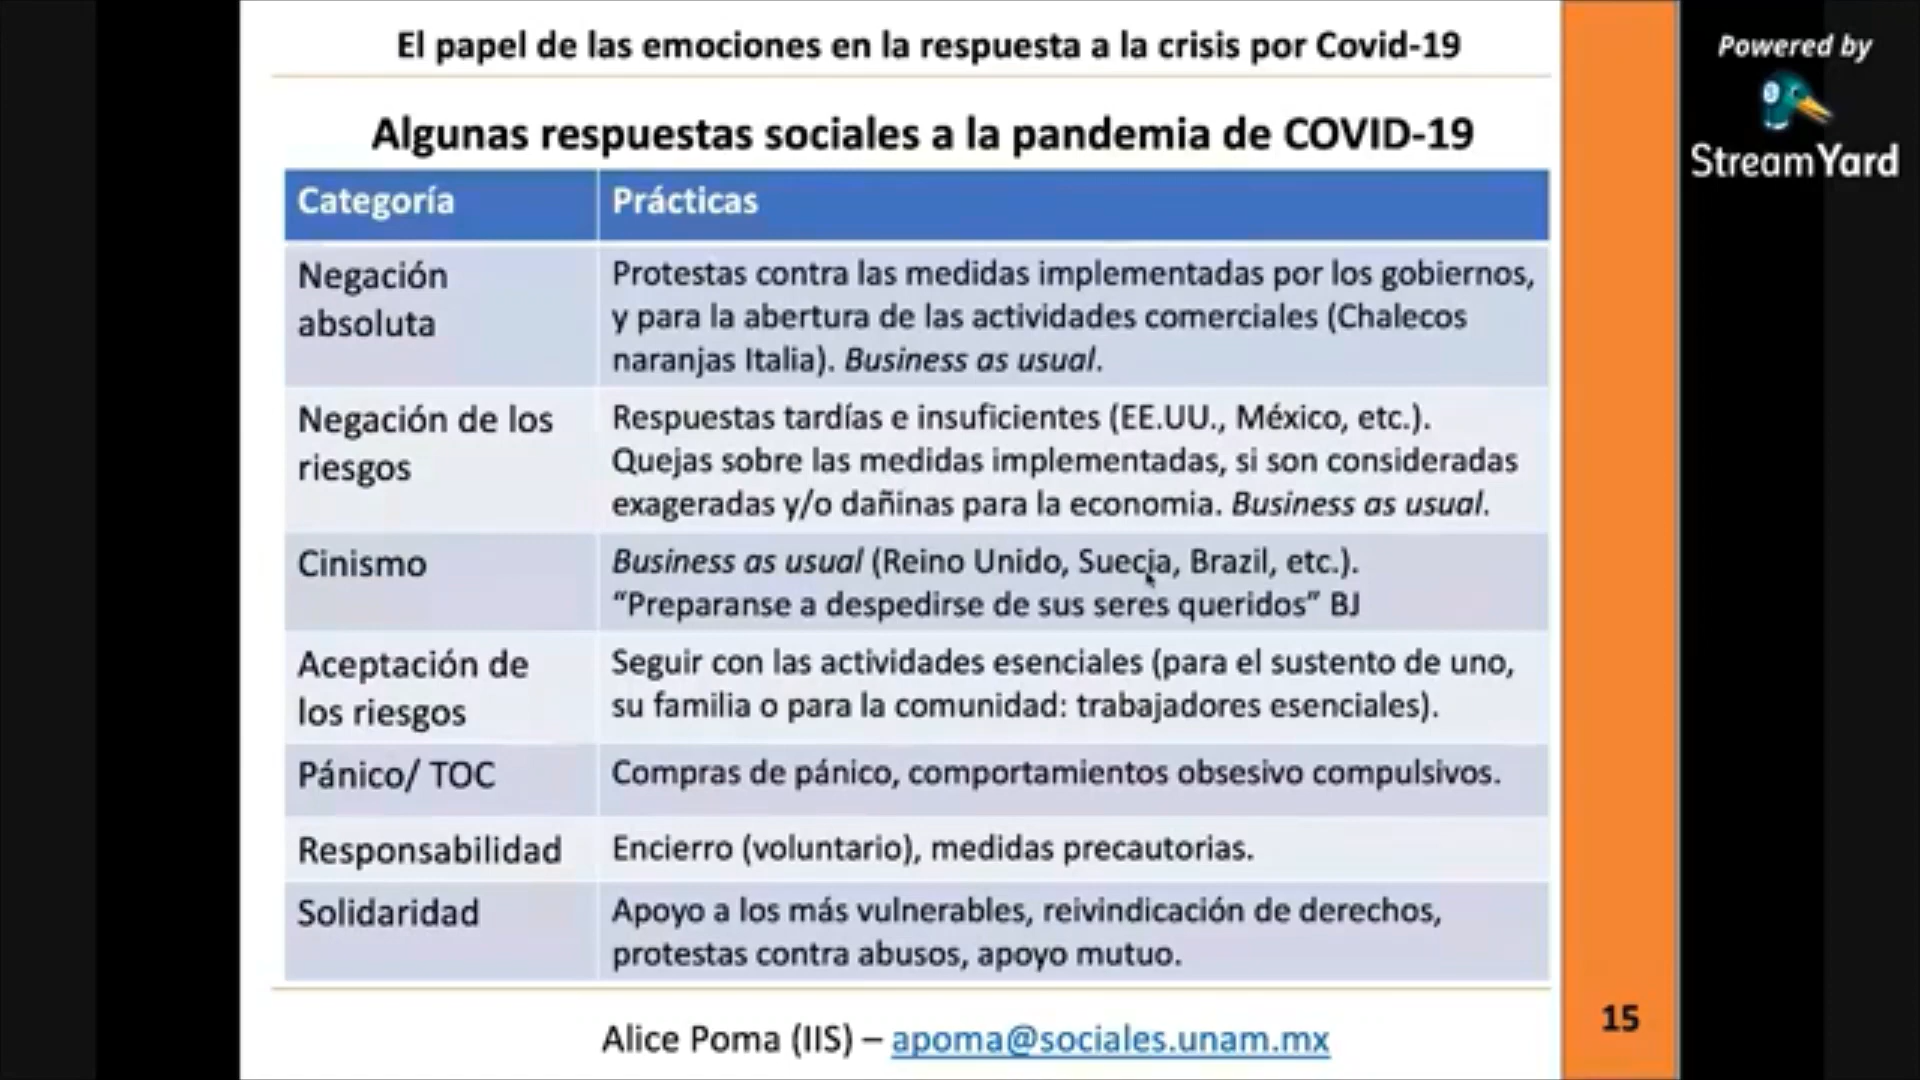 El papel de las emociones en la respuesta a la crisis por Covid-19
Powered by
StreamYard
Algunas respuestas sociales a la pandemia de COVID-19
Categoría
Prácticas
Negación
absoluta
Protestas contra las medidas implementadas por los gobiernos,
y para la abertura de las actividades comerciales (Chalecos
naranjas Italia). Business as usual.
Negación de los
riesgos
Respuestas tardías e insuficientes (EE.UU., México, etc.).
Quejas sobre las medidas implementadas, si son consideradas
exageradas y/o dañinas para la economia. Business as usual.
Cinismo
Business as usual (Reino Unido, Suecia, Brazil, etc.).
“Preparanse a despedirse de sus seres queridos” BJ
Aceptación de
los riesgos
Seguir con las actividades esenciales (para el sustento de uno,
su familia o para la comunidad: trabajadores esenciales).
Pánico/ TOC
Compras de pánico, comportamientos obsesivo compulsivos.
Responsabilidad
Encierro (voluntario), medidas precautorias.
Solidaridad
Apoyo a los más vulnerables, reivindicación de derechos,
protestas contra abusos, apoyo mutuo.
Alice Poma (IIS) – apoma@sociales.unam.mx
15